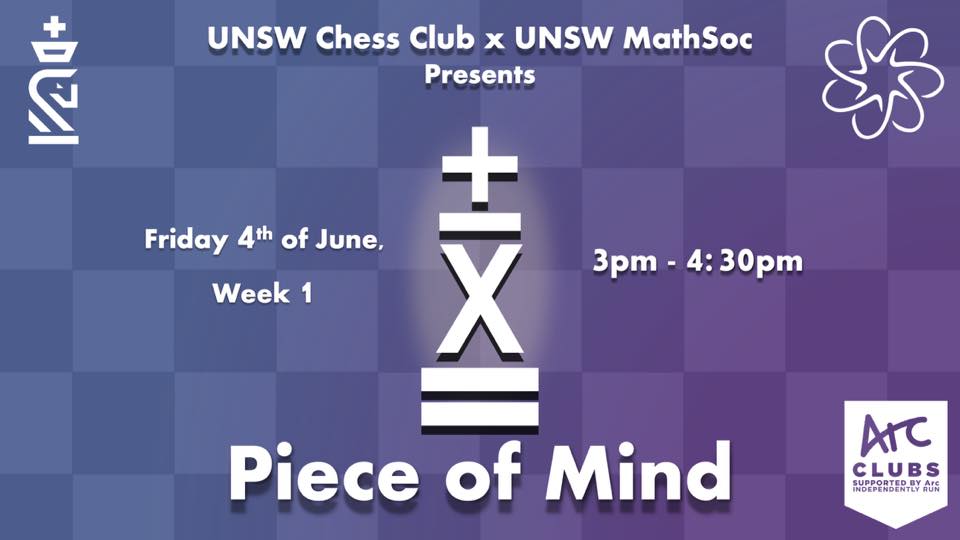 UNSW Chess Club x UNSW MathSoc
Presents
+
−
X
=
Friday 4th of June,
Week 1
3pm - 4:30pm
Piece of Mind
Arc
CLUBS
SUPPORTED BY Arc
INDEPENDENTLY RUN